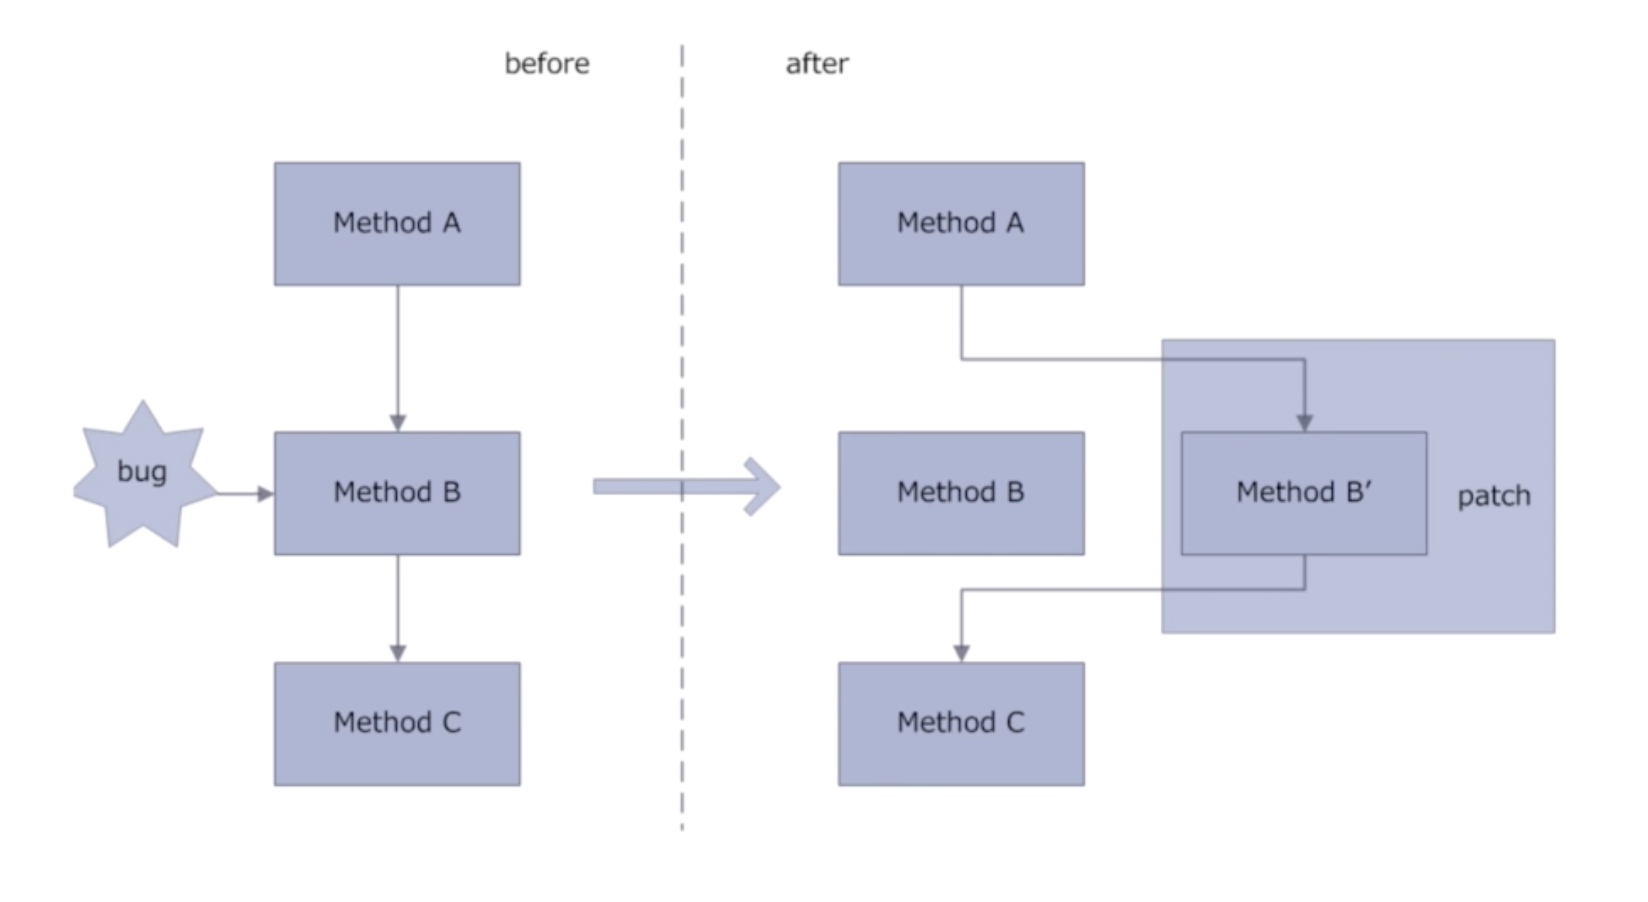 before
after
Method A
Method A
bug
Method B
Method B
Method B′
patch
Method C
Method C